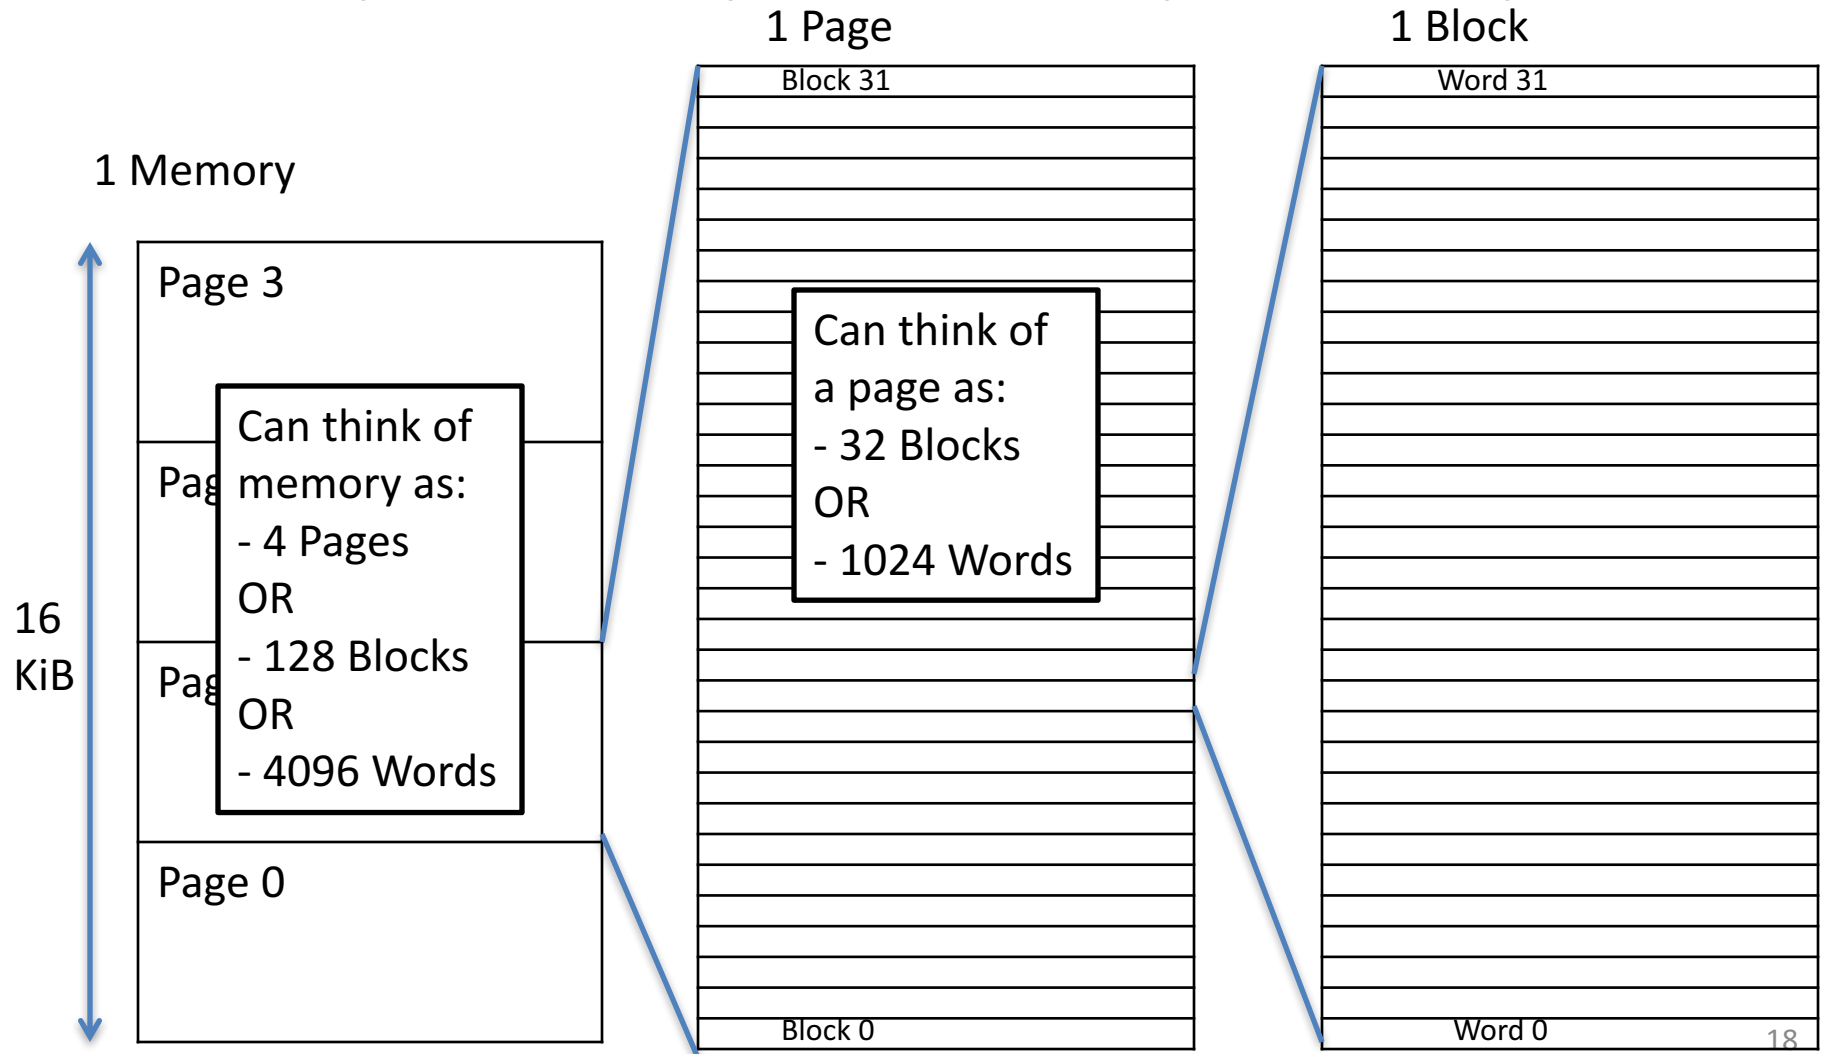 1 Page
1 Block
Block 31
Word 31
1 Memory
Page 3
Can think of
memory as:
- 4 Pages
OR
- 128 Blocks
OR
- 4096 Words
Can think of
a page as:
- 32 Blocks
OR
- 1024 Words
16
KiB
Page 0
Block 0
Word 0
18